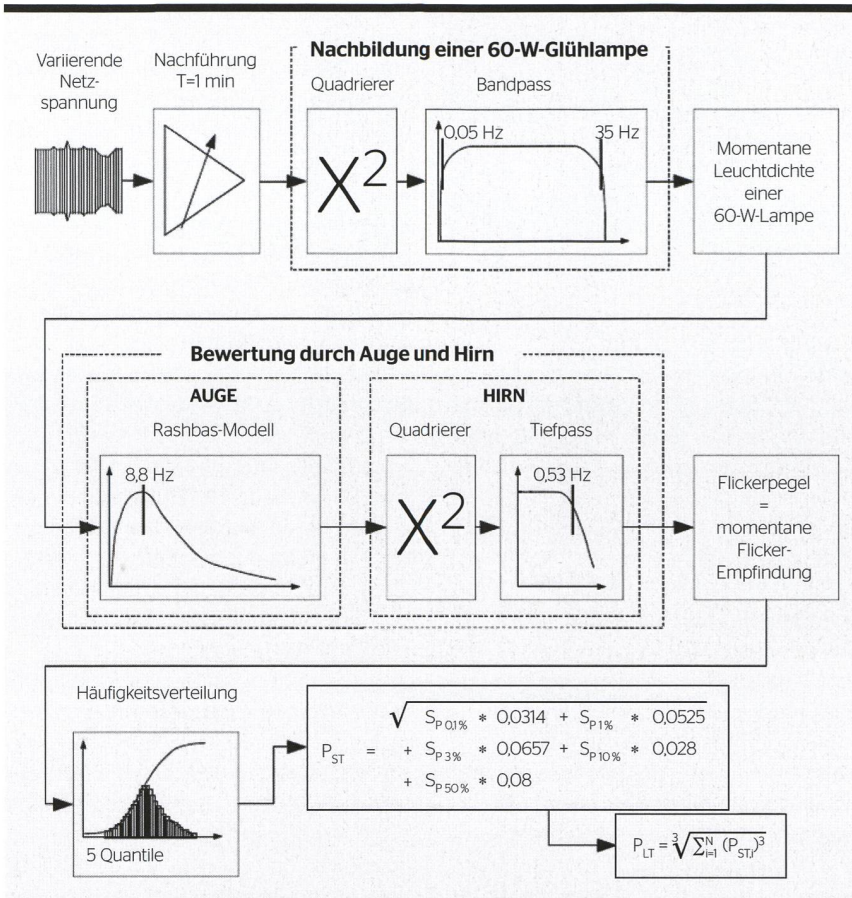 Nachbildung einer 60-W-Glühlampe
Variierende
Netz-
spannung
Nachführung
T=1 min
Quadrierer
Bandpass
X²
0,05 Hz
35 Hz
Momentane
Leuchtdichte
einer
60-W-Lampe
Bewertung durch Auge und Hirn
AUGE
Rashbas-Modell
8,8 Hz
HIRN
Quadrierer
Tiefpass
X²
0,53 Hz
Flickerpegel
=
momentane
Flicker-
Empfindung
Häufigkeitsverteilung
5 Quantile
√ S_P 0,1% * 0,0314 + S_P 1% * 0,0525
P_ST = + S_P 3% * 0,0657 + S_P 10% * 0,028
+ S_P 50% * 0,08
P_LT = ³√ Σ_i=1^N (P_ST,i)³